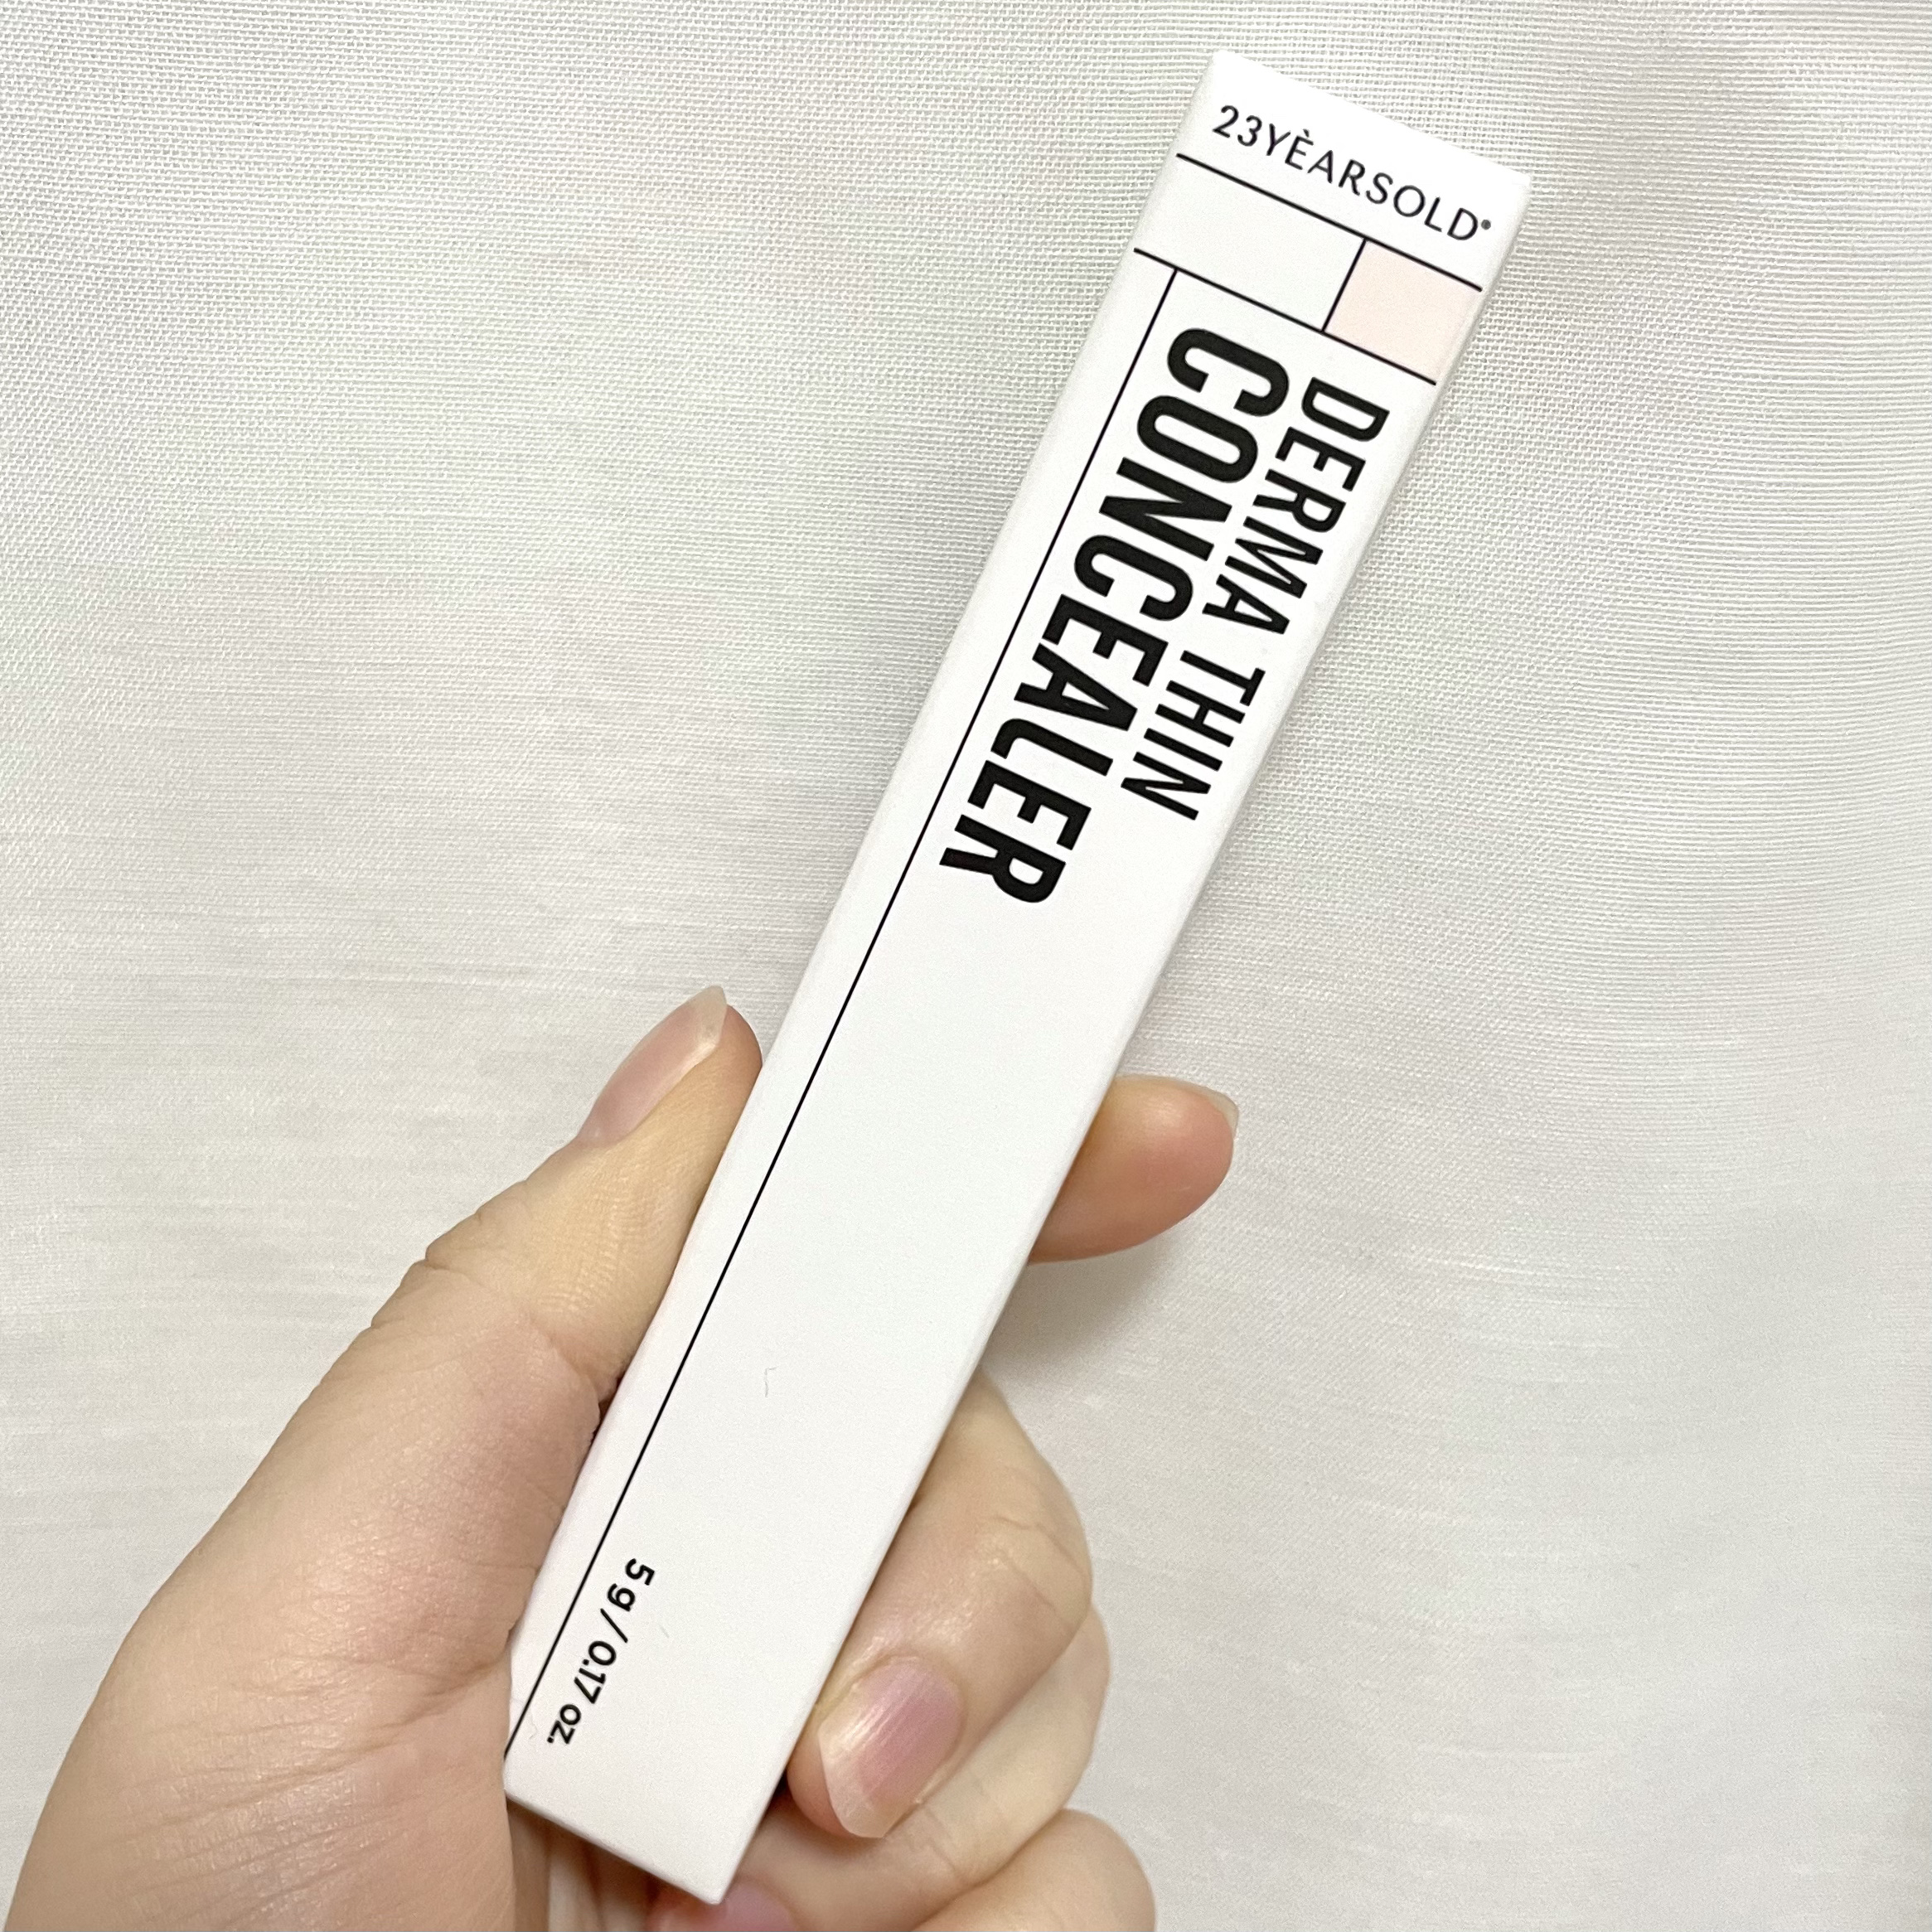 23YÈARSOLD®
DERMA THIN
CONCEALER
5 g / 0.17 oz.